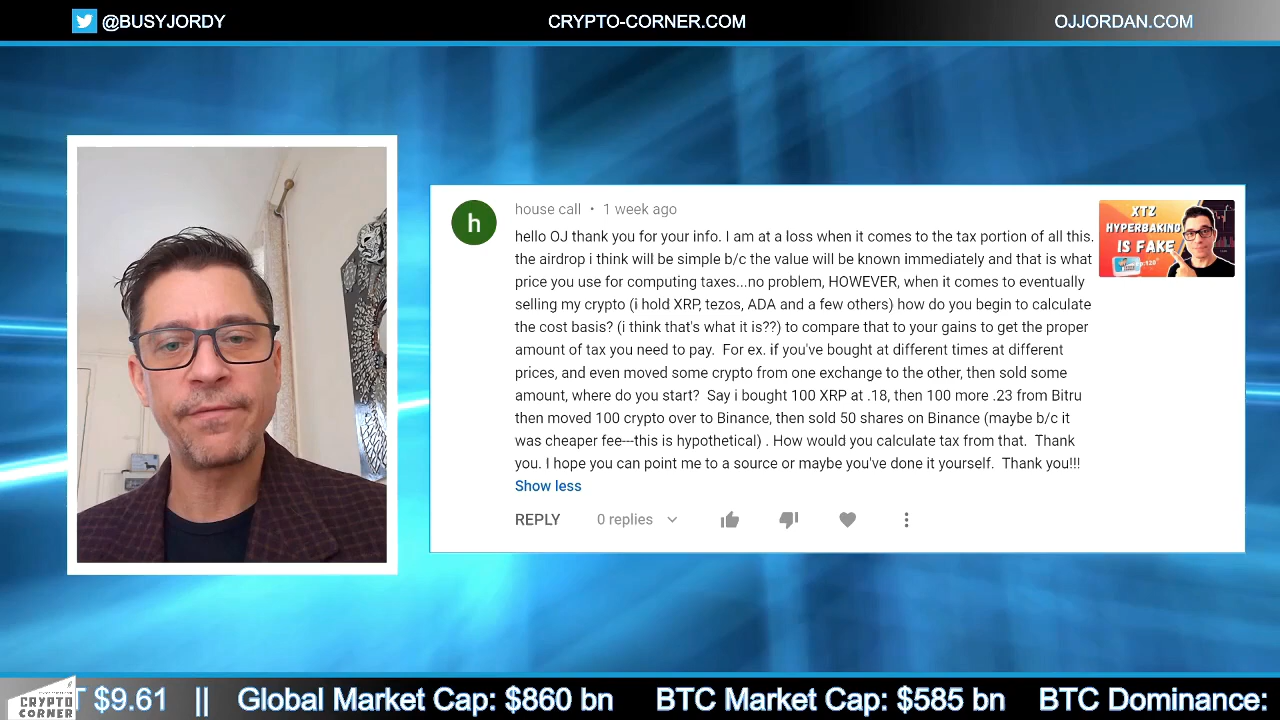 @BUSYJORDY
CRYPTO-CORNER.COM
OJJORDAN.COM
h
house call • 1 week ago
hello OJ thank you for your info. I am at a loss when it comes to the tax portion of all this.
the airdrop i think will be simple b/c the value will be known immediately and that is what
price you use for computing taxes...no problem, HOWEVER, when it comes to eventually
selling my crypto (i hold XRP, tezos, ADA and a few others) how do you begin to calculate
the cost basis? (i think that's what it is??) to compare that to your gains to get the proper
amount of tax you need to pay. For ex. if you've bought at different times at different
prices, and even moved some crypto from one exchange to the other, then sold some
amount, where do you start? Say i bought 100 XRP at .18, then 100 more .23 from Bitru
then moved 100 crypto over to Binance, then sold 50 shares on Binance (maybe b/c it
was cheaper fee---this is hypothetical) . How would you calculate tax from that. Thank
you. I hope you can point me to a source or maybe you've done it yourself. Thank you!!!
Show less
REPLY 0 replies
XTZ
HYPERBAKING
IS FAKE
CRYPTO
CORNER
T $9.61 || Global Market Cap: $860 bn BTC Market Cap: $585 bn BTC Dominance: